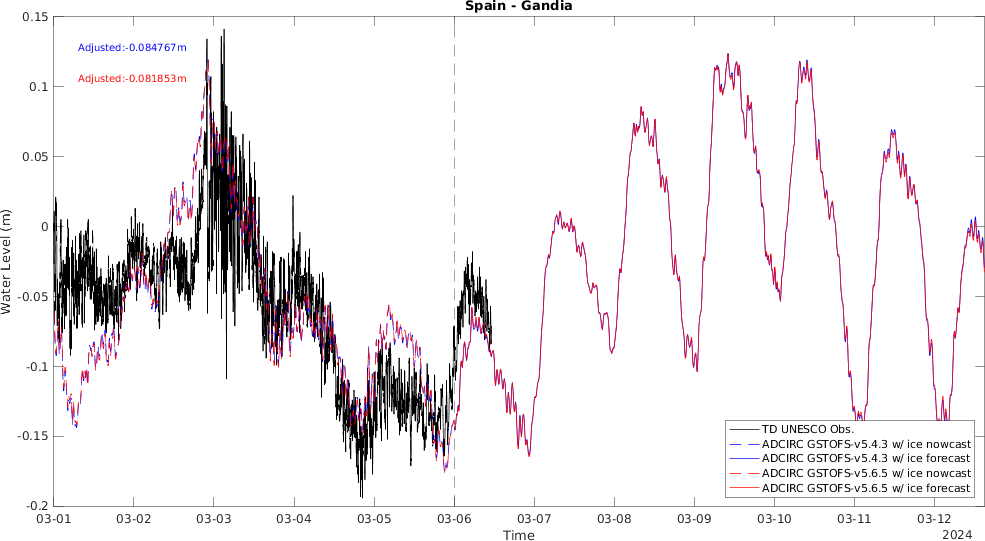 Spain - Gandia
Adjusted:-0.084767m
Adjusted:-0.081853m
Water Level (m)
0.15
0.1
0.05
0
-0.05
-0.1
-0.15
-0.2
03-01 03-02 03-03 03-04 03-05 03-06 03-07 03-08 03-09 03-10 03-11 03-12
Time
2024
TD UNESCO Obs.
ADCIRC GSTOFS-v5.4.3 w/ ice nowcast
ADCIRC GSTOFS-v5.4.3 w/ ice forecast
ADCIRC GSTOFS-v5.6.5 w/ ice nowcast
ADCIRC GSTOFS-v5.6.5 w/ ice forecast